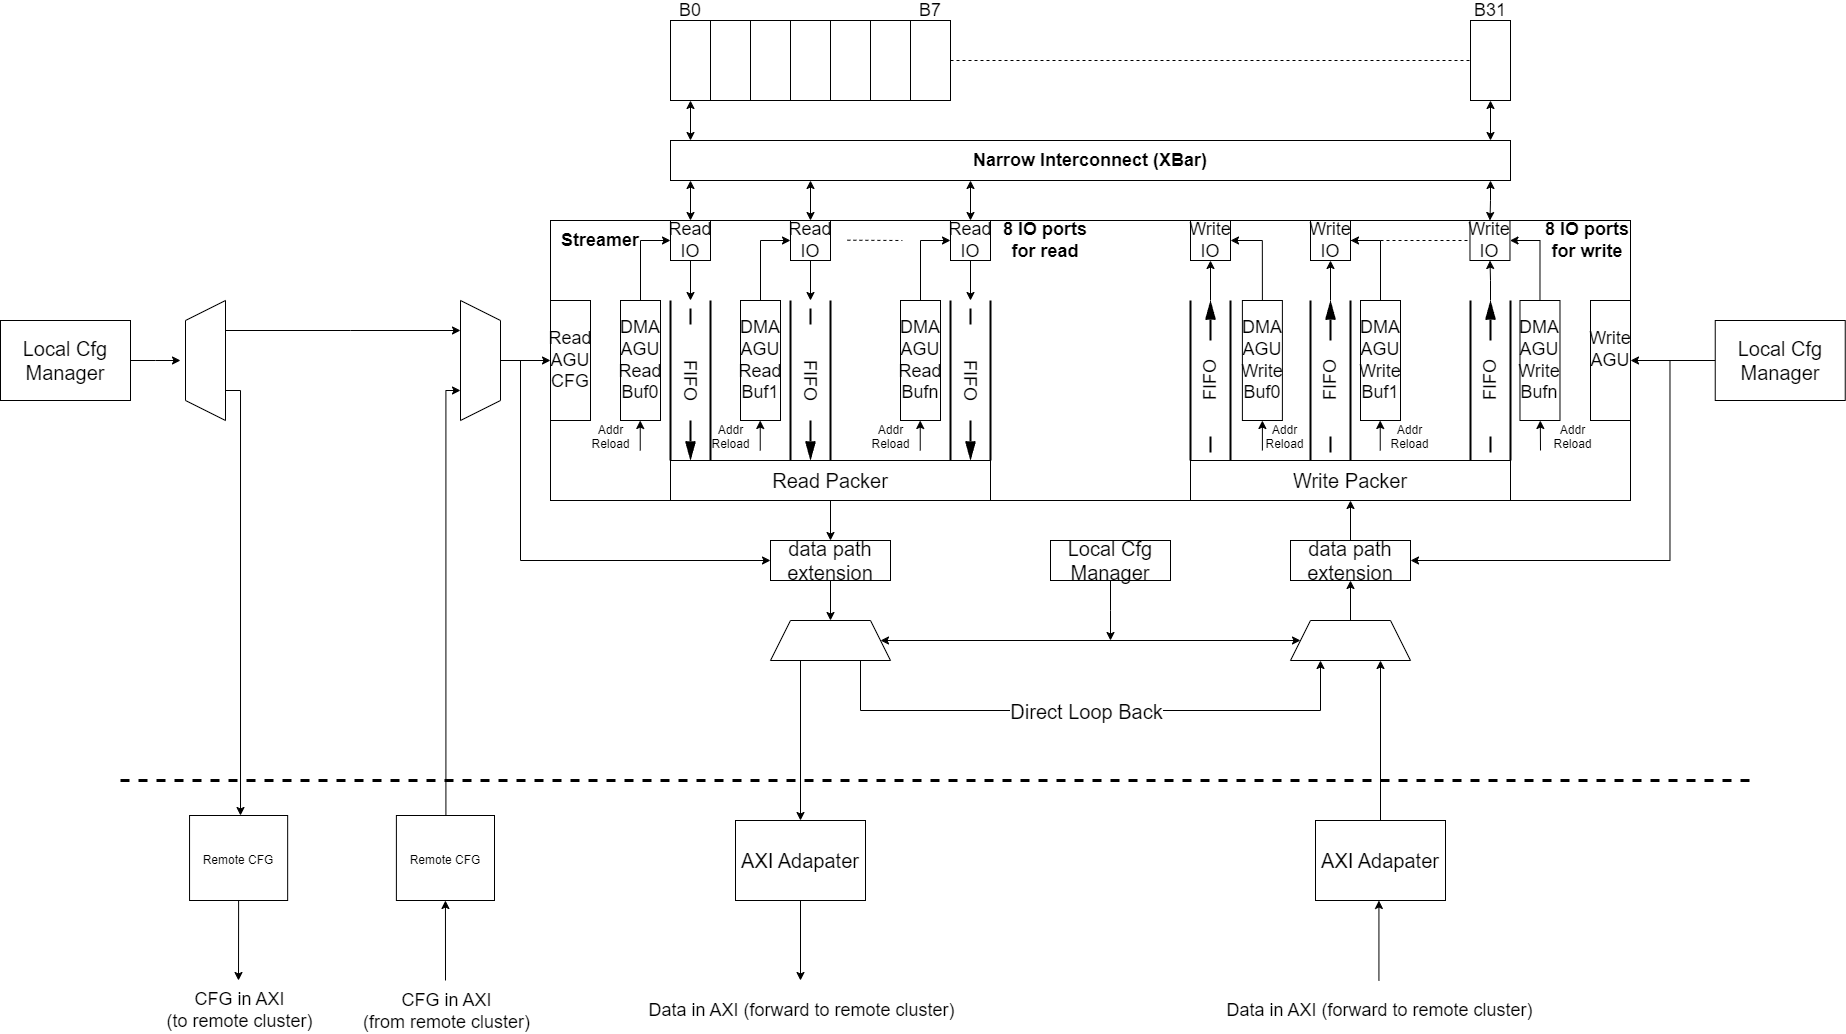 B0
B7
B31
Narrow Interconnect (XBar)
Streamer
Read
IO
Read
IO
Read
IO
8 IO ports
for read
Write
IO
Write
IO
Write
IO
8 IO ports
for write
Local Cfg
Manager
Read
AGU
CFG
DMA
AGU
Read
Buf0
FIFO
DMA
AGU
Read
Buf1
FIFO
DMA
AGU
Read
Bufn
FIFO
FIFO
DMA
AGU
Write
Buf0
FIFO
DMA
AGU
Write
Buf1
FIFO
DMA
AGU
Write
Bufn
Write
AGU
Local Cfg
Manager
Addr
Reload
Addr
Reload
Addr
Reload
Addr
Reload
Addr
Reload
Addr
Reload
Read Packer
Write Packer
data path
extension
Local Cfg
Manager
data path
extension
Direct Loop Back
Remote CFG
Remote CFG
AXI Adapater
AXI Adapater
CFG in AXI
(to remote cluster)
CFG in AXI
(from remote cluster)
Data in AXI (forward to remote cluster)
Data in AXI (forward to remote cluster)